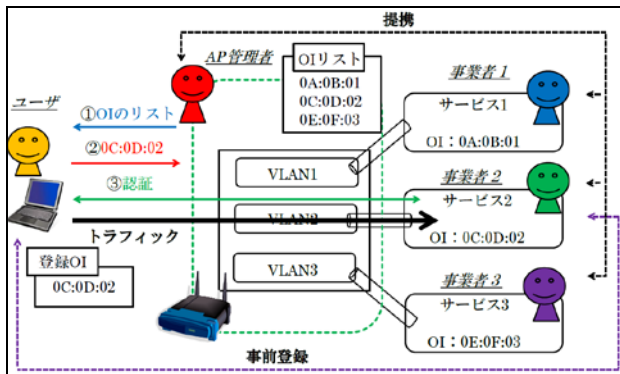 提携
AP管理者
OIリスト
0A:0B:01
0C:0D:02
0E:0F:03
事業者1
サービス1
OI：0A:0B:01
ユーザ
①OIのリスト
②0C:0D:02
③認証
トラフィック
登録OI
0C:0D:02
VLAN1
VLAN2
VLAN3
事業者2
サービス2
OI：0C:0D:02
事業者3
サービス3
OI：0E:0F:03
事前登録